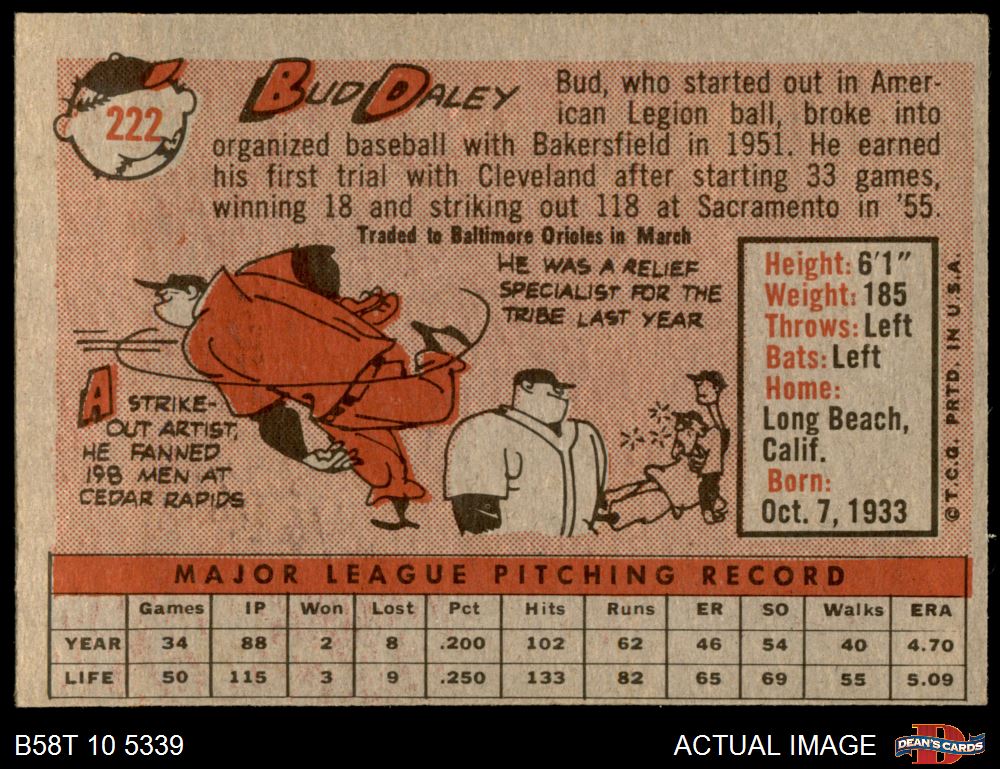 222
BUD DALEY
Bud, who started out in Amer-
ican Legion ball, broke into
organized baseball with Bakersfield in 1951. He earned
his first trial with Cleveland after starting 33 games,
winning 18 and striking out 118 at Sacramento in '55.
Traded to Baltimore Orioles in March
HE WAS A RELIEF
SPECIALIST FOR THE
TRIBE LAST YEAR
A STRIKE-
OUT ARTIST,
HE FANNED
198 MEN AT
CEDAR RAPIDS
Height: 6'1"
Weight: 185
Throws: Left
Bats: Left
Home:
Long Beach,
Calif.
Born:
Oct. 7, 1933
© T.C.G. PRTD. IN U.S.A.
MAJOR LEAGUE PITCHING RECORD
Games IP Won Lost Pct Hits Runs ER SO Walks ERA
YEAR 34 88 2 8 .200 102 62 46 54 40 4.70
LIFE 50 115 3 9 .250 133 82 65 69 55 5.09
B58T 10 5339
ACTUAL IMAGE
D
DEAN'S CARDS